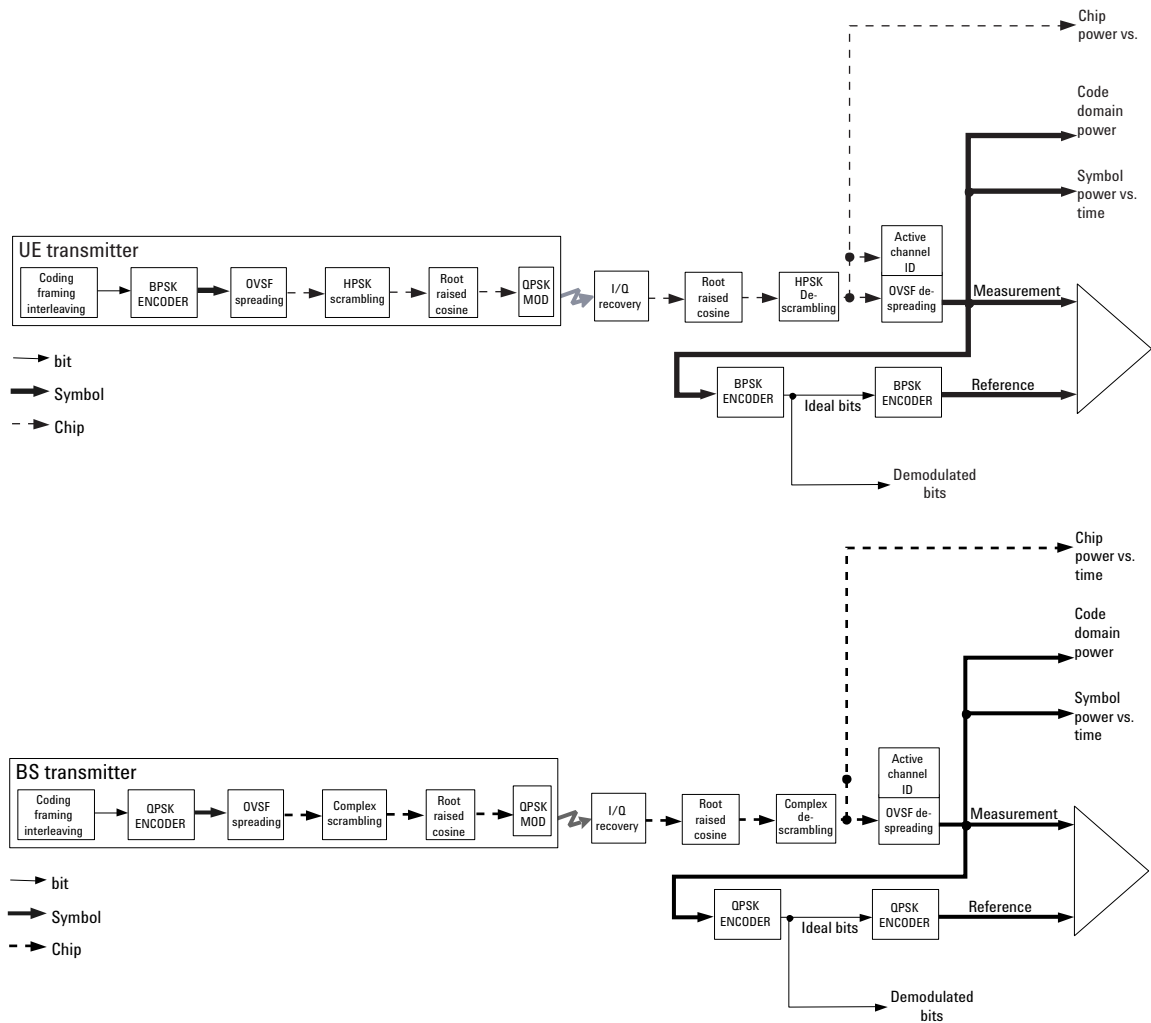 Chip
power vs.
Code
domain
power
Symbol
power vs.
time
UE transmitter
Coding
framing
interleaving
BPSK
ENCODER
OVSF
spreading
HPSK
scrambling
Root
raised
cosine
QPSK
MOD
I/Q
recovery
Root
raised
cosine
HPSK
De-
scrambling
Active
channel
ID
OVSF de-
spreading
Measurement
bit
Symbol
Chip
BPSK
ENCODER
Ideal bits
BPSK
ENCODER
Reference
Demodulated
bits
Chip
power vs.
time
Code
domain
power
Symbol
power vs.
time
BS transmitter
Coding
framing
interleaving
QPSK
ENCODER
OVSF
spreading
Complex
scrambling
Root
raised
cosine
QPSK
MOD
I/Q
recovery
Root
raised
cosine
Complex
de-
scrambling
Active
channel
ID
OVSF de-
spreading
Measurement
bit
Symbol
Chip
QPSK
ENCODER
Ideal bits
QPSK
ENCODER
Reference
Demodulated
bits